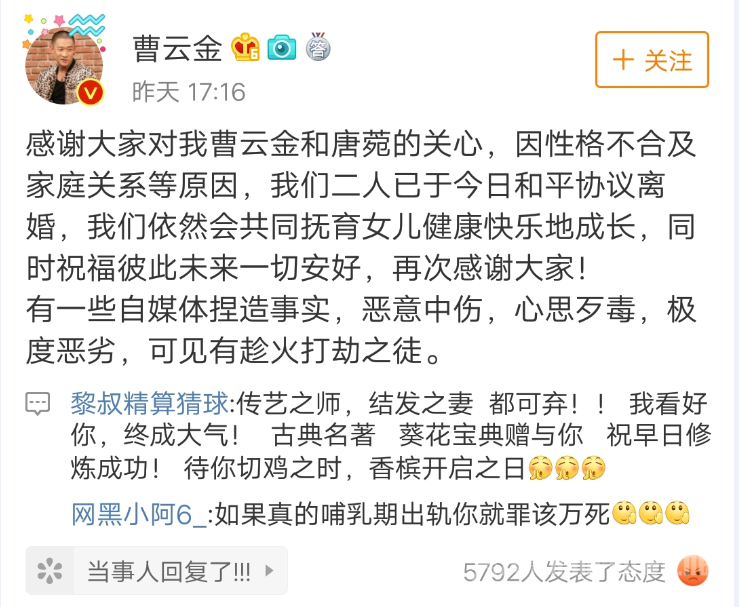 曹云金
昨天 17:16
+ 关注
感谢大家对我曹云金和唐菀的关心，因性格不合及
家庭关系等原因，我们二人已于今日和平协议离
婚，我们依然会共同抚育女儿健康快乐地成长，同
时祝福彼此未来一切安好，再次感谢大家！
有一些自媒体捏造事实，恶意中伤，心思歹毒，极
度恶劣，可见有趁火打劫之徒。
黎叔精算猜球:传艺之师，结发之妻 都可弃！！ 我看好
你，终成大气！ 古典名著 葵花宝典赠与你 祝早日修
炼成功！ 待你切鸡之时，香槟开启之日
网黑小阿6_:如果真的哺乳期出轨你就罪该万死
当事人回复了!!!
5792人发表了态度